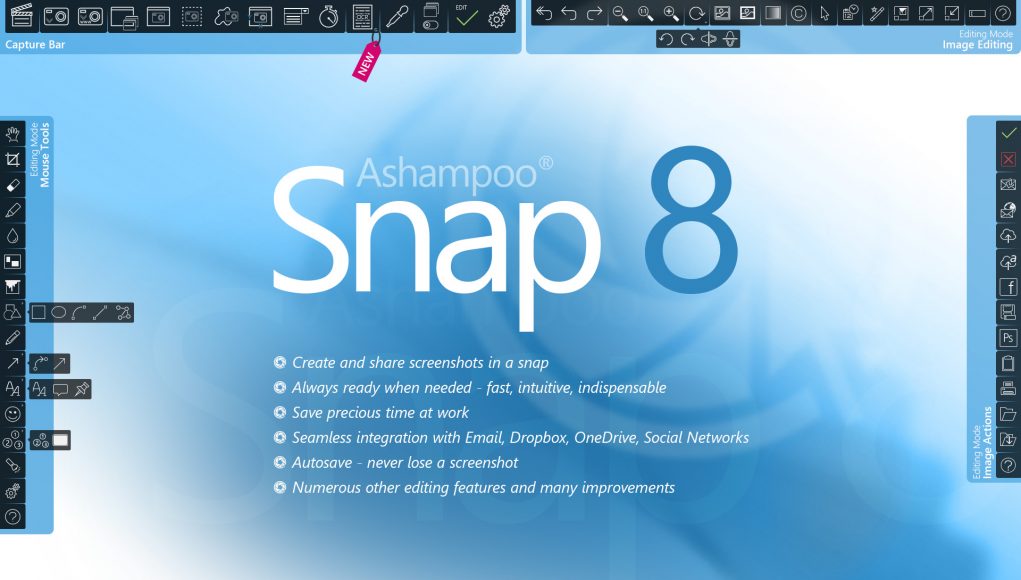 EDIT
Capture Bar
NEW
Editing Mode
Image Editing
Editing Mode
Mouse Tools
Ashampoo®
Snap 8
Create and share screenshots in a snap
Always ready when needed - fast, intuitive, indispensable
Save precious time at work
Seamless integration with Email, Dropbox, OneDrive, Social Networks
Autosave - never lose a screenshot
Numerous other editing features and many improvements
Editing Mode
Image Actions
Ps